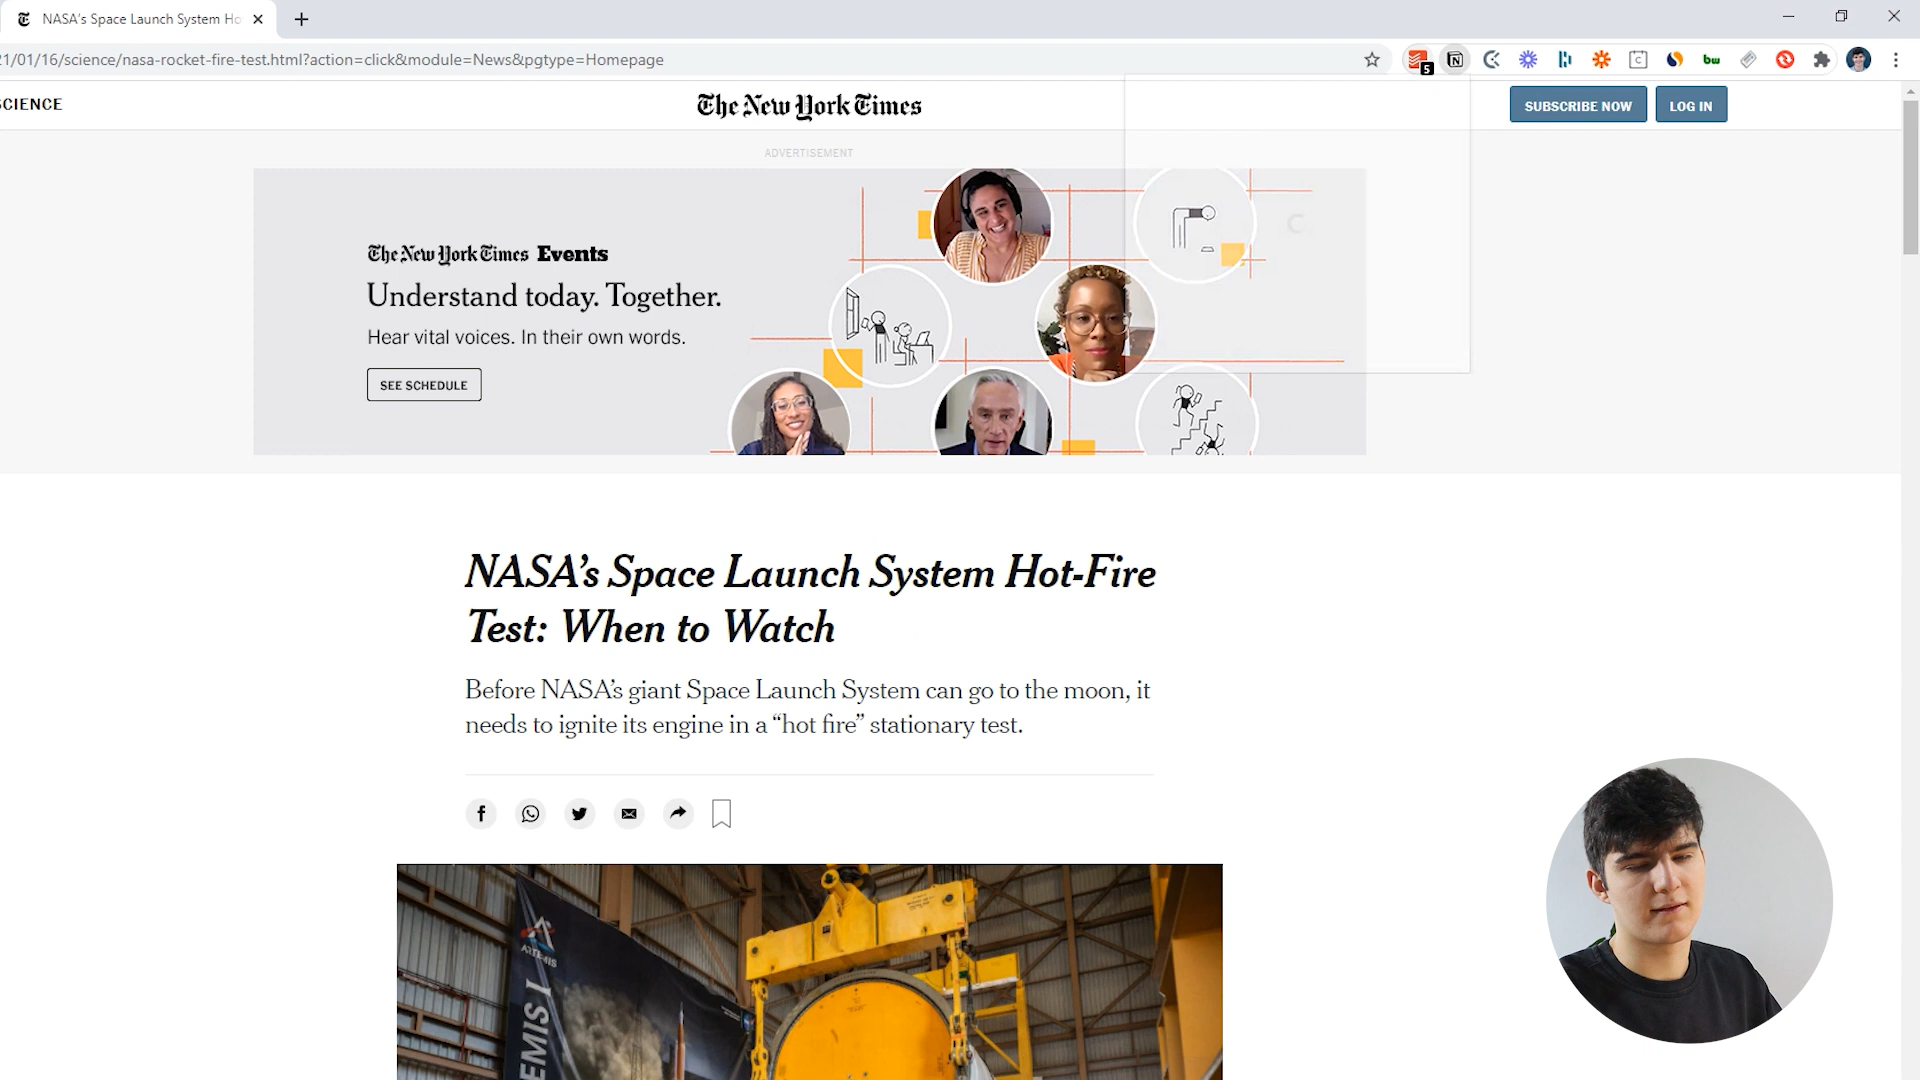 NASA's Space Launch System Ho
21/01/16/science/nasa-rocket-fire-test.html?action=click&module=News&pgtype=Homepage
5
bw
SCIENCE
The New York Times
SUBSCRIBE NOW
LOG IN
ADVERTISEMENT
The New York Times Events
Understand today. Together.
Hear vital voices. In their own words.
SEE SCHEDULE
NASA’s Space Launch System Hot-Fire
Test: When to Watch
Before NASA’s giant Space Launch System can go to the moon, it
needs to ignite its engine in a “hot fire” stationary test.
ARTEMIS
EMIS I